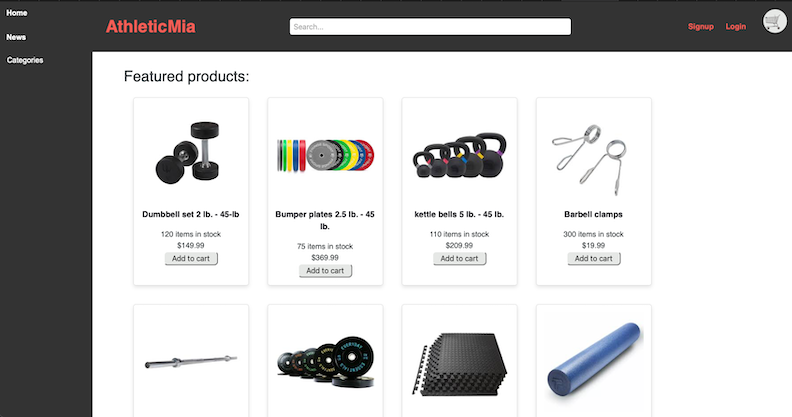 Home
AthleticMia
Search...
Signup Login
News
Categories
Featured products:
Dumbbell set 2 lb. - 45-lb
120 items in stock
$149.99
Add to cart
Bumper plates 2.5 lb. - 45
lb.
75 items in stock
$369.99
Add to cart
kettle bells 5 lb. - 45 lb.
110 items in stock
$209.99
Add to cart
Barbell clamps
300 items in stock
$19.99
Add to cart